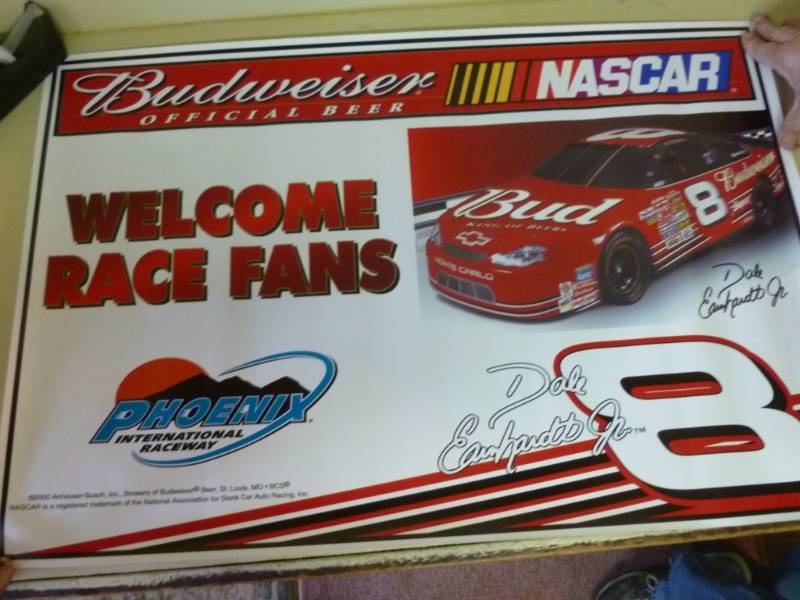 Budweiser
OFFICIAL BEER
NASCAR
WELCOME
RACE FANS
Bud
KING OF BEERS
MONTE CARLO
8
Budweiser
Dale
Earnhardt Jr
PHOENIX
INTERNATIONAL
RACEWAY
Dale
Earnhardt Jr.™
8
©2000 Anheuser-Busch, Inc., Brewers of Budweiser® Beer, St. Louis, MO • BCS®
NASCAR is a registered trademark of the National Association for Stock Car Auto Racing, Inc.